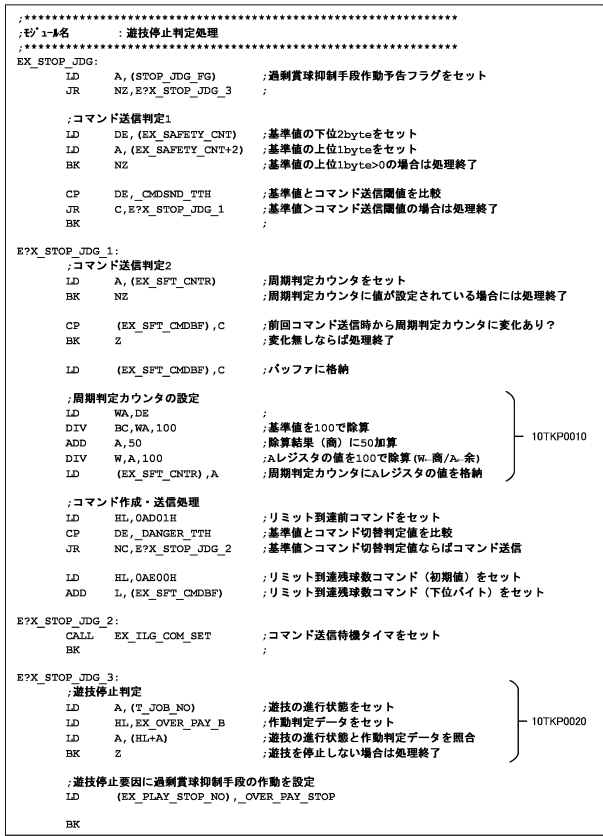 ;************************************************************
;ﾓｼﾞｭｰﾙ名 : 遊技停止判定処理
;************************************************************
EX_STOP_JDG:
LD A,(STOP_JDG_FG) ;過剰賞球抑制手段作動予告フラグをセット
JR NZ,E?X_STOP_JDG_3 ;
;コマンド送信判定1
LD DE,(EX_SAFETY_CNT) ;基準値の下位2byteをセット
LD A,(EX_SAFETY_CNT+2) ;基準値の上位1byteをセット
BK NZ ;基準値の上位1byte>0の場合は処理終了
CP DE,_CMDSND_TTH ;基準値とコマンド送信閾値を比較
JR C,E?X_STOP_JDG_1 ;基準値＞コマンド送信閾値の場合は処理終了
BK ;
E?X_STOP_JDG_1:
;コマンド送信判定2
LD A,(EX_SFT_CNTR) ;周期判定カウンタをセット
BK NZ ;周期判定カウンタに値が設定されている場合には処理終了
CP (EX_SFT_CMDBF),C ;前回コマンド送信時から周期判定カウンタに変化あり？
BK Z ;変化無しならば処理終了
LD (EX_SFT_CMDBF),C ;バッファに格納
;周期判定カウンタの設定
LD WA,DE ;
DIV BC,WA,100 ;基準値を100で除算
ADD A,50 ;除算結果（商）に50加算
DIV W,A,100 ;Aレジスタの値を100で除算(W←商/A←余)
LD (EX_SFT_CNTR),A ;周期判定カウンタにAレジスタの値を格納
10TKP0010
;コマンド作成・送信処理
LD HL,0AD01H ;リミット到達前コマンドをセット
CP DE,_DANGER_TTH ;基準値とコマンド切替判定値を比較
JR NC,E?X_STOP_JDG_2 ;基準値＞コマンド切替判定値ならばコマンド送信
LD HL,0AE00H ;リミット到達残球数コマンド（初期値）をセット
ADD L,(EX_SFT_CMDBF) ;リミット到達残球数コマンド（下位バイト）をセット
E?X_STOP_JDG_2:
CALL EX_ILG_COM_SET ;コマンド送信待機タイマをセット
BK ;
E?X_STOP_JDG_3:
;遊技停止判定
LD A,(T_JOB_NO) ;遊技の進行状態をセット
LD HL,EX_OVER_PAY_B ;作動判定データをセット
LD A,(HL+A) ;遊技の進行状態と作動判定データを照合
BK Z ;遊技を停止しない場合は処理終了
10TKP0020
;遊技停止要因に過剰賞球抑制手段の作動を設定
LD (EX_PLAY_STOP_NO),_OVER_PAY_STOP
BK